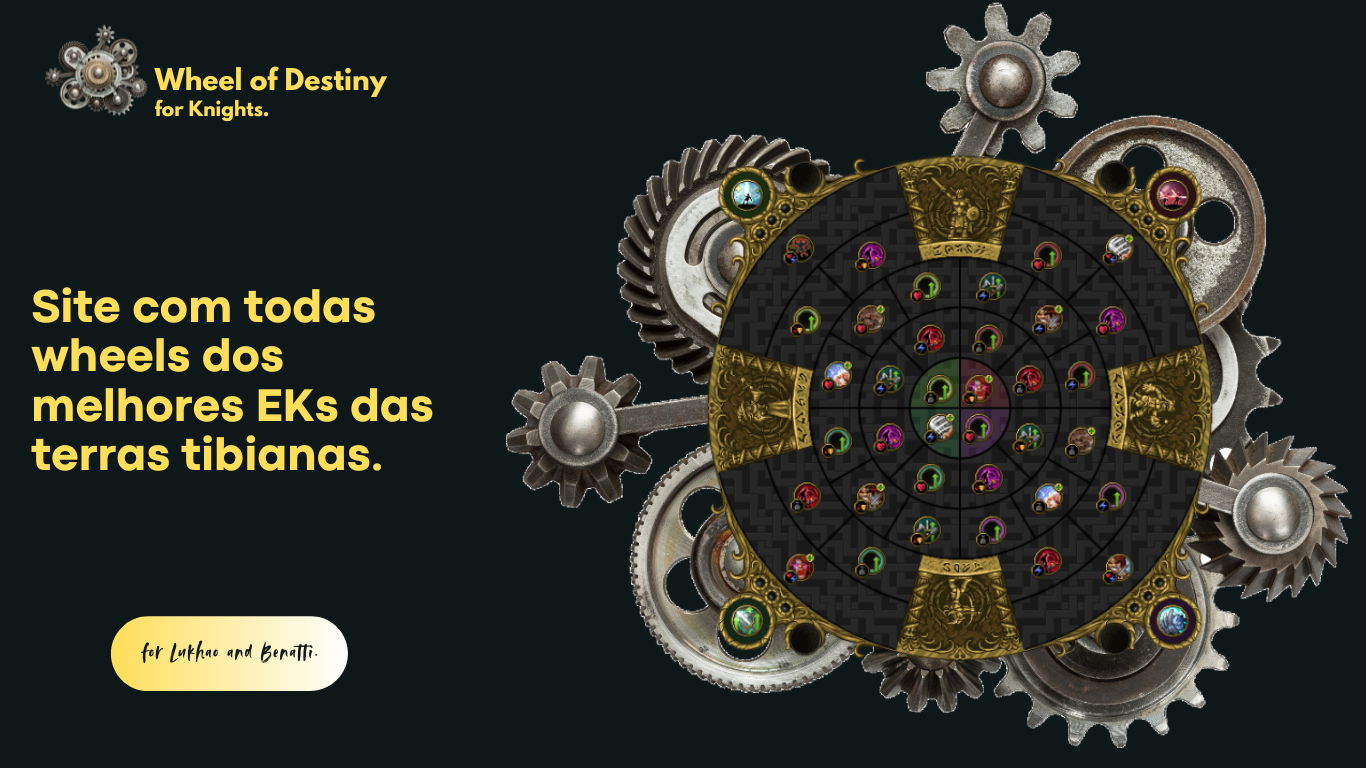 Wheel of Destiny
for Knights.
Site com todas
wheels dos
melhores EKs das
terras tibianas.
for Lukhao and Benatti.